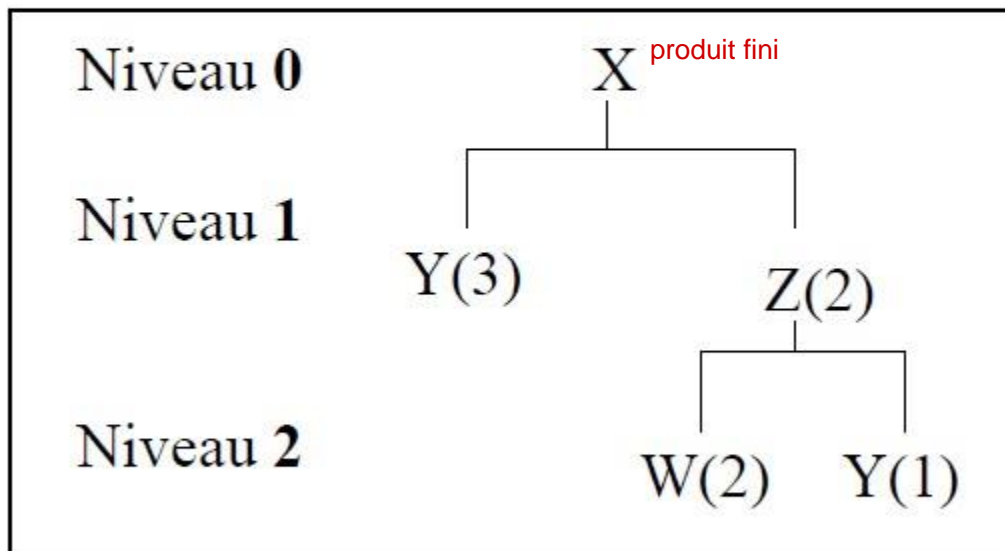 Niveau 0 X produit fini
Niveau 1
Y(3) Z(2)
Niveau 2
W(2) Y(1)